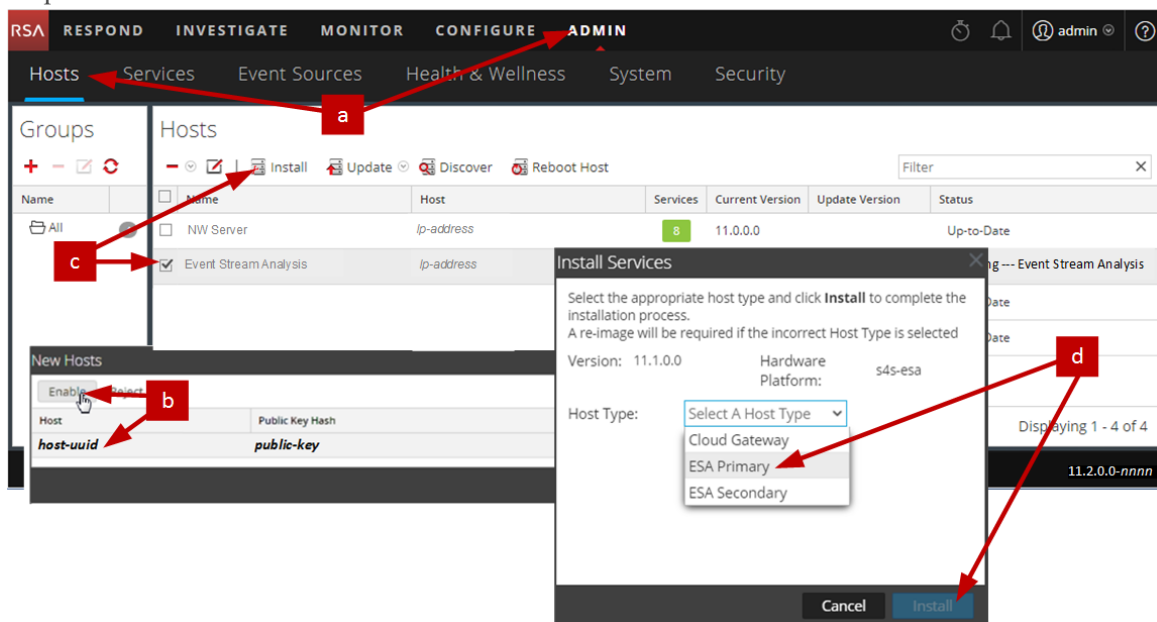 RSA RESPOND INVESTIGATE MONITOR CONFIGURE ADMIN admin ?
Hosts Services Event Sources Health & Wellness System Security
a
Groups
Hosts
Install Update Discover Reboot Host Filter X
Name
Name Host Services Current Version Update Version Status
All
NW Server Ip-address 8 11.0.0.0 Up-to-Date
c
Event Stream Analysis Ip-address ng --- Event Stream Analysis
Install Services
Select the appropriate host type and click Install to complete the
installation process.
A re-image will be required if the incorrect Host Type is selected
Date
Date
Version: 11.1.0.0 Hardware Platform: s4s-esa
d
Host Type: Select A Host Type
Cloud Gateway
ESA Primary
ESA Secondary
Displaying 1 - 4 of 4
11.2.0.0-nnnn
Cancel Install
New Hosts
Enable Reject
b
Host Public Key Hash
host-uuid public-key